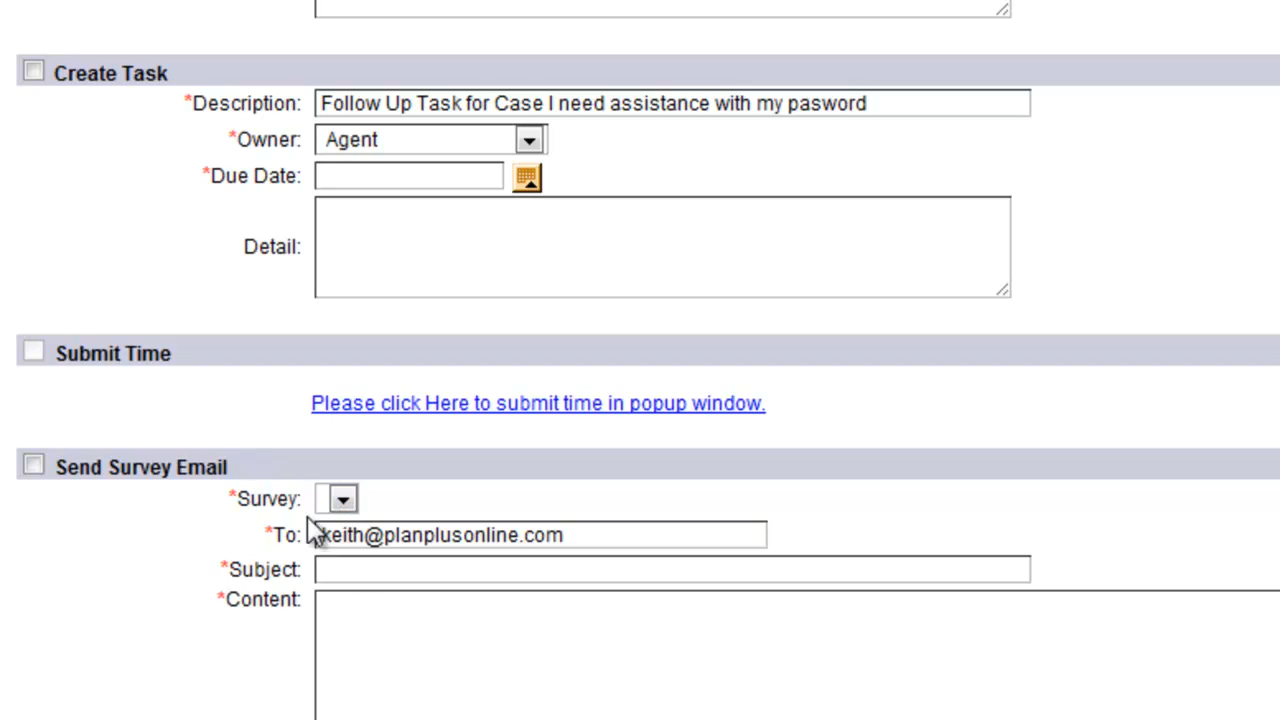 Create Task
*Description: Follow Up Task for Case I need assistance with my pasword
*Owner: Agent
*Due Date:
Detail:
Submit Time
Please click Here to submit time in popup window.
Send Survey Email
*Survey:
*To: keith@planplusonline.com
*Subject:
*Content: